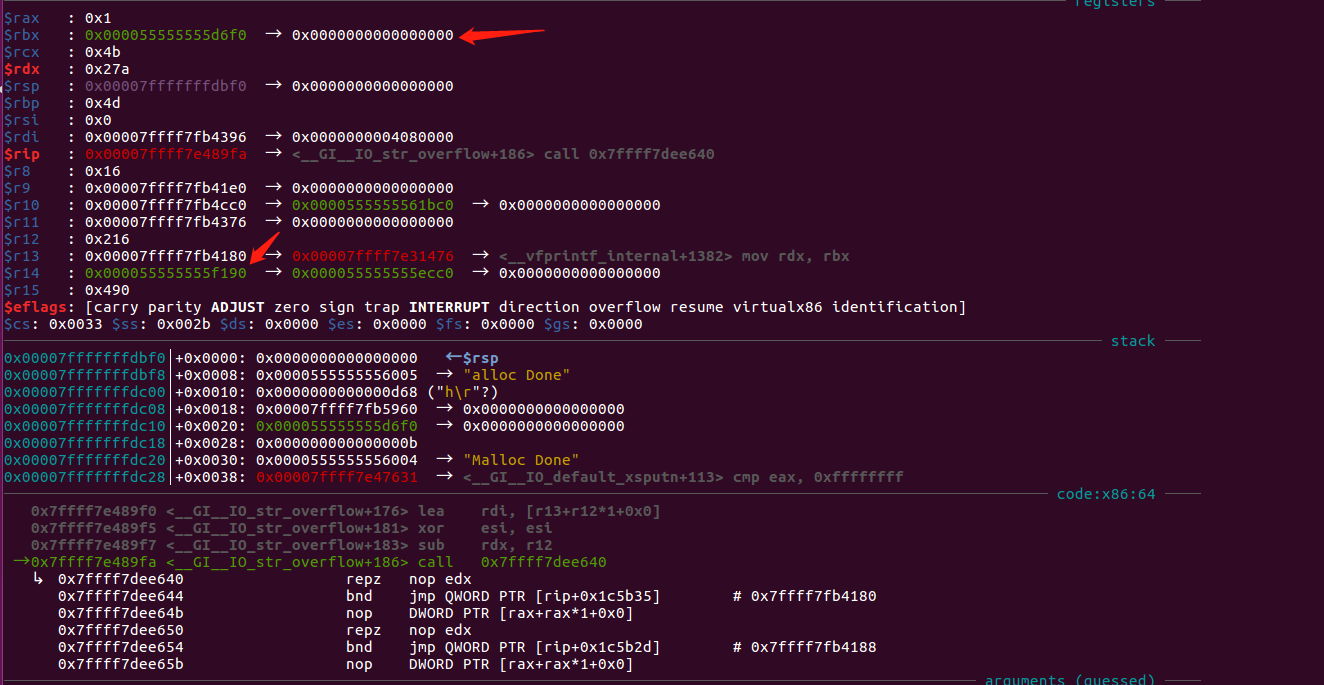 registers
$rax   : 0x1
$rbx   : 0x000055555555d6f0  →  0x0000000000000000
$rcx   : 0x4b
$rdx   : 0x27a
$rsp   : 0x00007fffffffdbf0  →  0x0000000000000000
$rbp   : 0x4d
$rsi   : 0x0
$rdi   : 0x00007ffff7fb4396  →  0x0000000004080000
$rip   : 0x00007ffff7e489fa  →  <__GI__IO_str_overflow+186> call 0x7ffff7dee640
$r8    : 0x16
$r9    : 0x00007ffff7fb41e0  →  0x0000000000000000
$r10   : 0x00007ffff7fb4cc0  →  0x0000555555561bc0  →  0x0000000000000000
$r11   : 0x00007ffff7fb4376  →  0x0000000000000000
$r12   : 0x216
$r13   : 0x00007ffff7fb4180  →  0x00007ffff7e31476  →  <__vfprintf_internal+1382> mov rdx, rbx
$r14   : 0x000055555555f190  →  0x000055555555ecc0  →  0x0000000000000000
$r15   : 0x490
$eflags: [carry parity ADJUST zero sign trap INTERRUPT direction overflow resume virtualx86 identification]
$cs: 0x0033 $ss: 0x002b $ds: 0x0000 $es: 0x0000 $fs: 0x0000 $gs: 0x0000
stack
0x00007fffffffdbf0│+0x0000: 0x0000000000000000   ←$rsp
0x00007fffffffdbf8│+0x0008: 0x0000555555556005  →  "alloc Done"
0x00007fffffffdc00│+0x0010: 0x0000000000000d68 ("h\r"?)
0x00007fffffffdc08│+0x0018: 0x00007ffff7fb5960  →  0x0000000000000000
0x00007fffffffdc10│+0x0020: 0x000055555555d6f0  →  0x0000000000000000
0x00007fffffffdc18│+0x0028: 0x000000000000000b
0x00007fffffffdc20│+0x0030: 0x0000555555556004  →  "Malloc Done"
0x00007fffffffdc28│+0x0038: 0x00007ffff7e47631  →  <__GI__IO_default_xsputn+113> cmp eax, 0xffffffff
code:x86:64
0x7ffff7e489f0 <__GI__IO_str_overflow+176> lea    rdi, [r13+r12*1+0x0]
0x7ffff7e489f5 <__GI__IO_str_overflow+181> xor    esi, esi
0x7ffff7e489f7 <__GI__IO_str_overflow+183> sub    rdx, r12
→0x7ffff7e489fa <__GI__IO_str_overflow+186> call   0x7ffff7dee640
↳  0x7ffff7dee640                  repz   nop edx
0x7ffff7dee644                  bnd    jmp QWORD PTR [rip+0x1c5b35]        # 0x7ffff7fb4180
0x7ffff7dee64b                  nop    DWORD PTR [rax+rax*1+0x0]
0x7ffff7dee650                  repz   nop edx
0x7ffff7dee654                  bnd    jmp QWORD PTR [rip+0x1c5b2d]        # 0x7ffff7fb4188
0x7ffff7dee65b                  nop    DWORD PTR [rax+rax*1+0x0]
arguments (guessed)